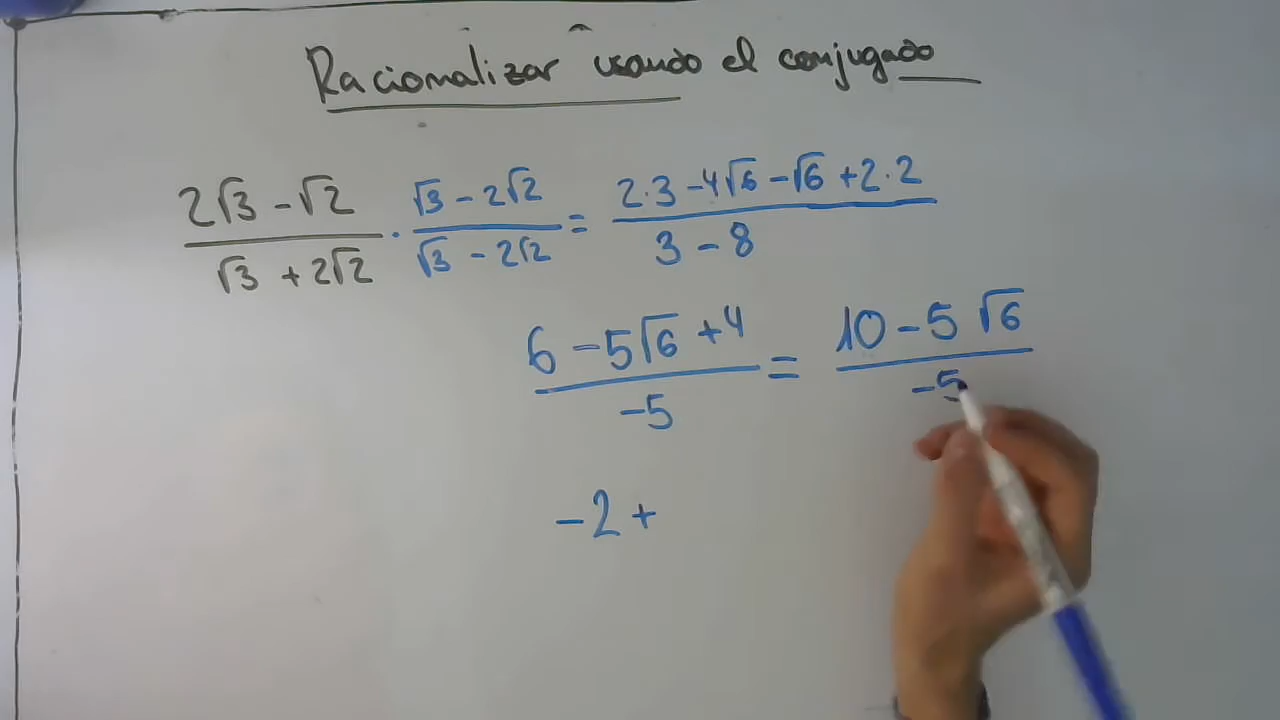 Racionalizar usando el conjugado
(2√3 - √2)/(√3 + 2√2) · (√3 - 2√2)/(√3 - 2√2) = (2·3 - 4√6 - √6 + 2·2)/(3 - 8)
(6 - 5√6 + 4)/(-5) = (10 - 5√6)/(-5)
-2 +